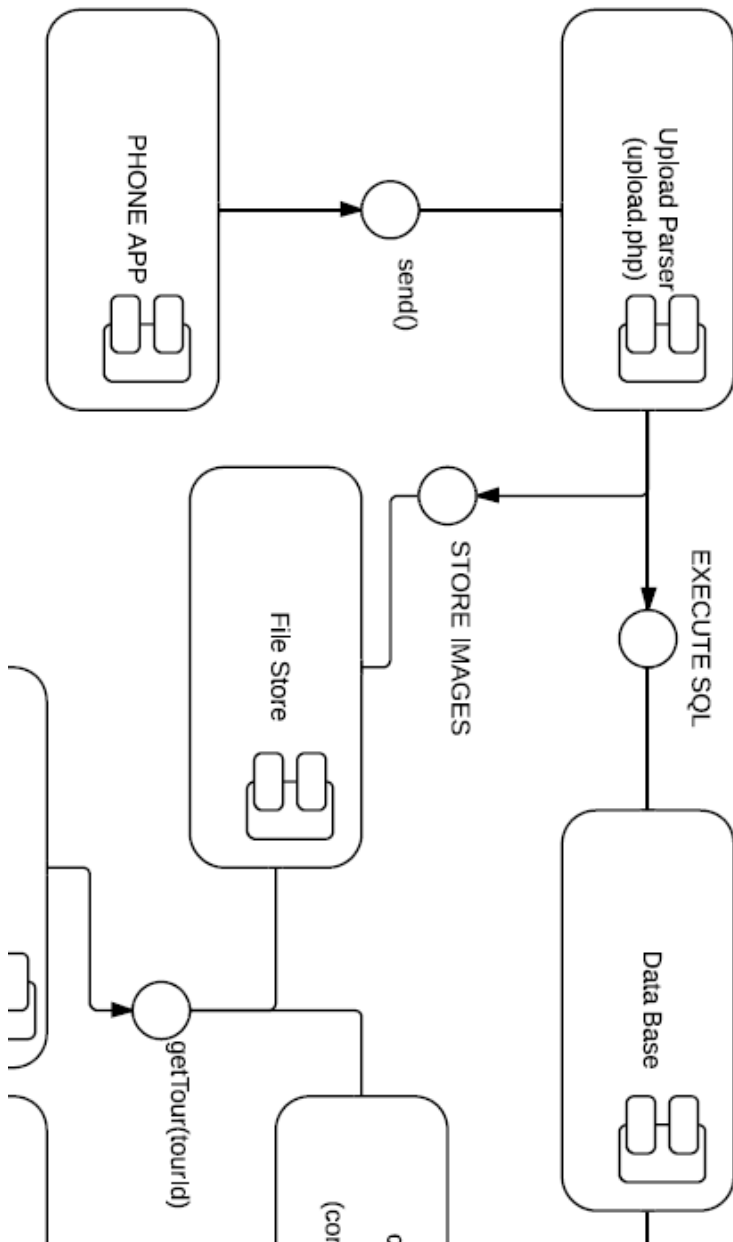 Upload Parser
(upload.php)
EXECUTE SQL
Data Base
send()
STORE IMAGES
PHONE APP
File Store
getTour(tourId)